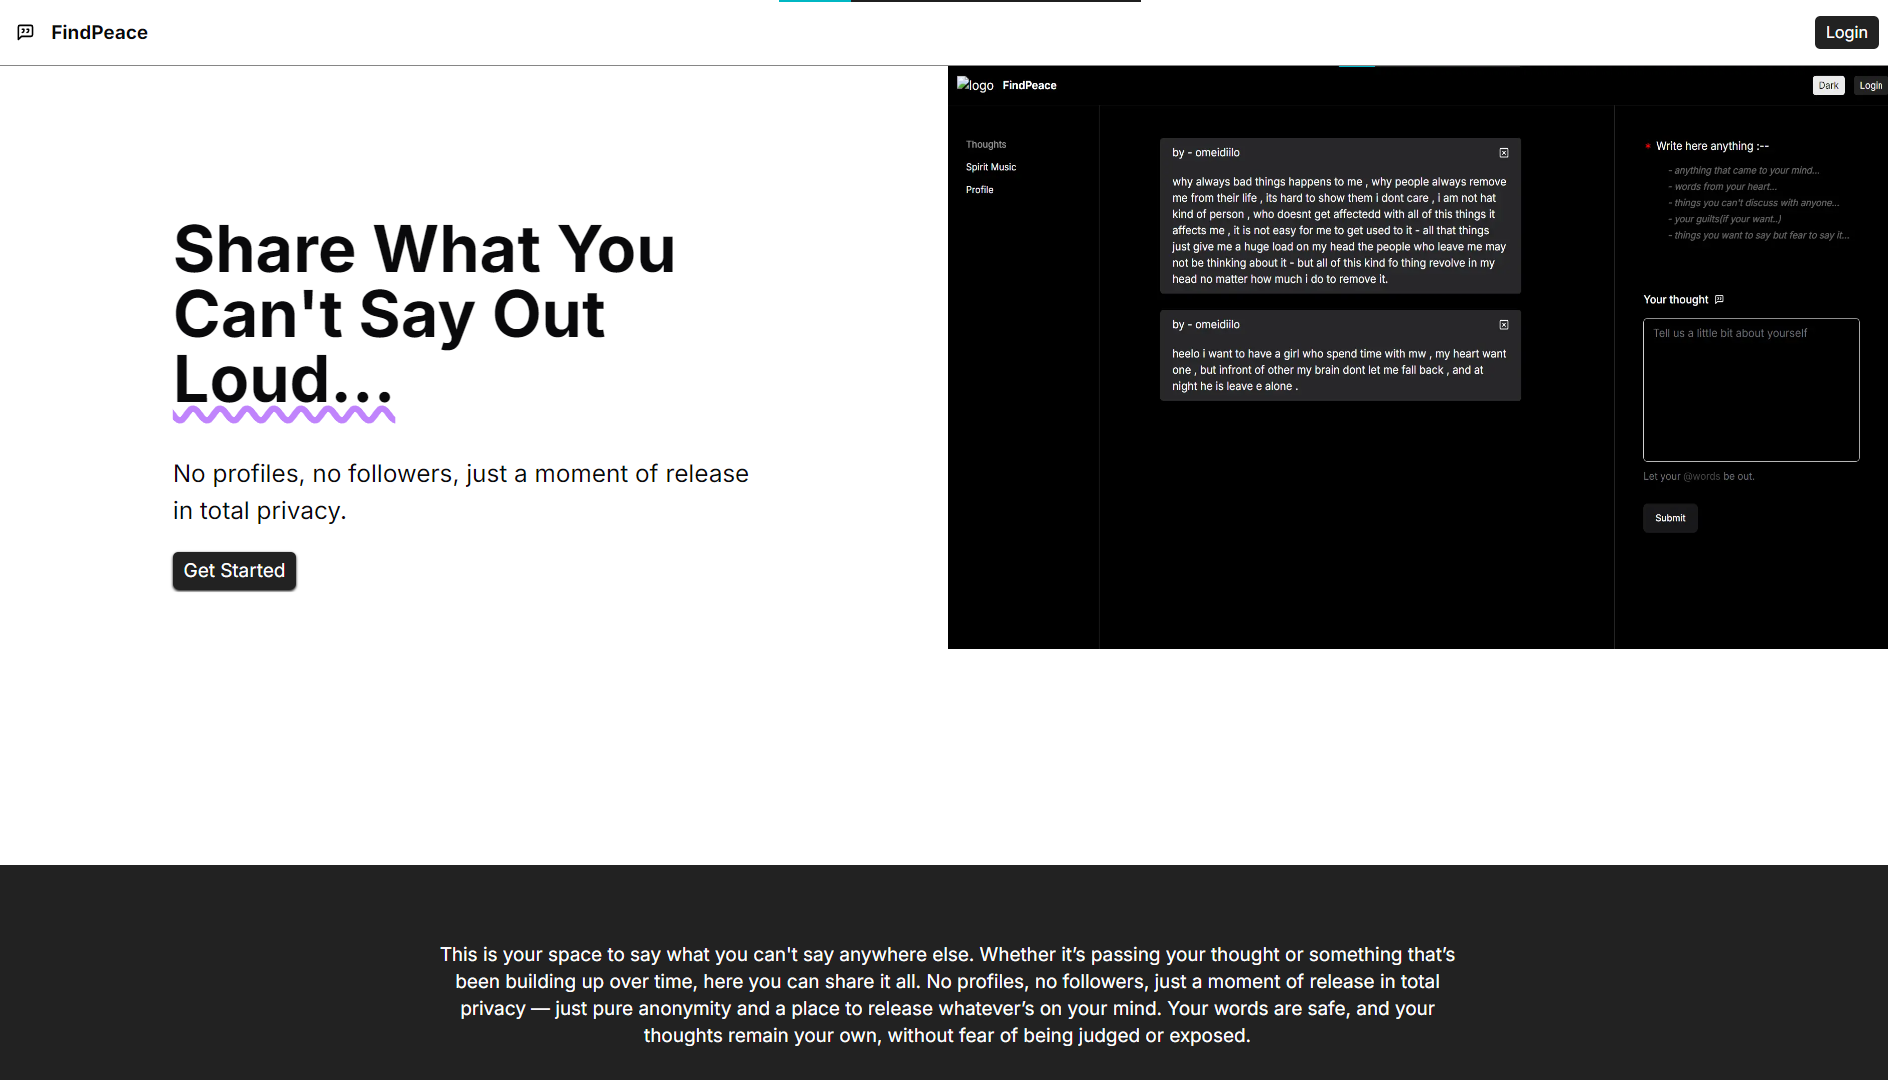 FindPeace
Login
Share What You
Can't Say Out
Loud...
No profiles, no followers, just a moment of release
in total privacy.
Get Started
logo
FindPeace
Dark
Login
Thoughts
Spirit Music
Profile
by - omeidiilo
why always bad things happens to me , why people always remove
me from their life , its hard to show them i dont care , i am not hat
kind of person , who doesnt get affectedd with all of this things it
affects me , it is not easy for me to get used to it - all that things
just give me a huge load on my head the people who leave me may
not be thinking about it - but all of this kind fo thing revolve in my
head no matter how much i do to remove it.
by - omeidiilo
heelo i want to have a girl who spend time with mw , my heart want
one , but infront of other my brain dont let me fall back , and at
night he is leave e alone .
* Write here anything :--
- anything that came to your mind...
- words from your heart...
- things you can't discuss with anyone...
- your guilts(if your want..)
- things you want to say but fear to say it...
Your thought
Tell us a little bit about yourself
Let your @words be out.
Submit
This is your space to say what you can't say anywhere else. Whether it’s passing your thought or something that’s
been building up over time, here you can share it all. No profiles, no followers, just a moment of release in total
privacy — just pure anonymity and a place to release whatever’s on your mind. Your words are safe, and your
thoughts remain your own, without fear of being judged or exposed.